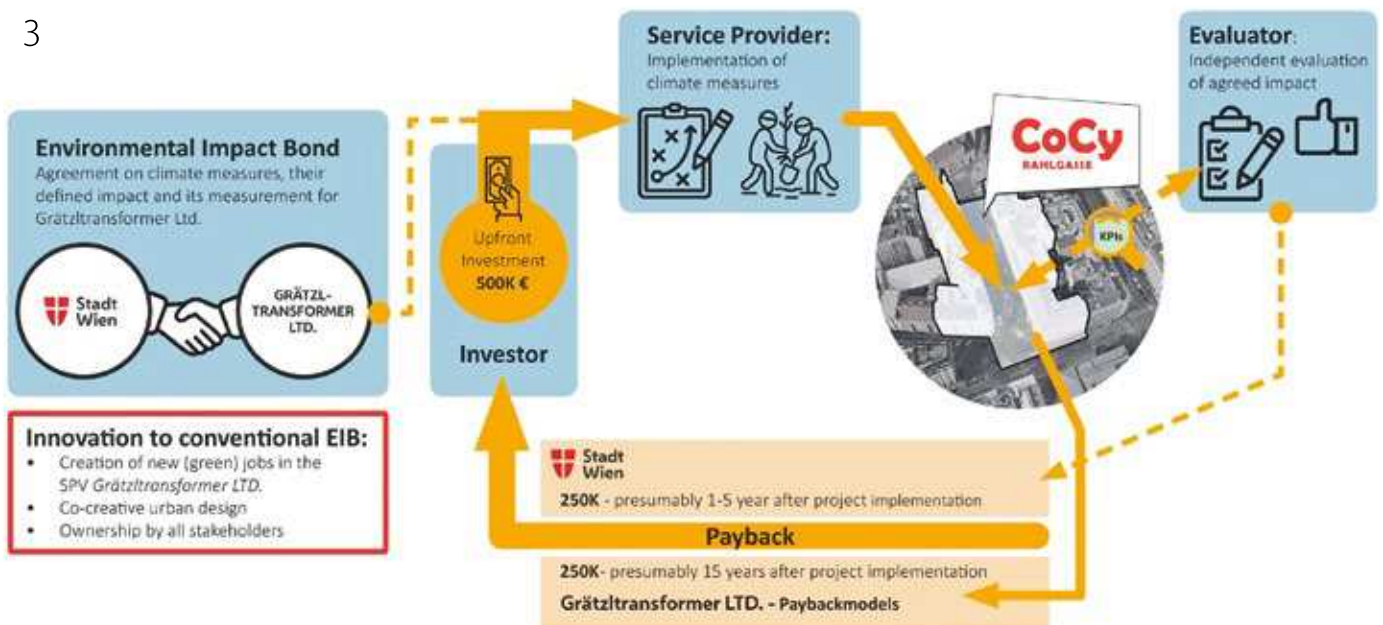 3
Environmental Impact Bond
Agreement on climate measures, their
defined impact and its measurement for
Grätzltransformer Ltd.
Stadt
Wien
GRÄTZL-
TRANSFORMER
LTD.
Innovation to conventional EIB:
• Creation of new (green) jobs in the
SPV Grätzltransformer LTD.
• Co-creative urban design
• Ownership by all stakeholders
Upfront
Investment
500K €
Investor
Service Provider:
Implementation of
climate measures
CoCy
RAHLGASSE
KPIs
Evaluator:
Independent evaluation
of agreed impact
Stadt
Wien
250K - presumably 1-5 year after project implementation
Payback
250K- presumably 15 years after project implementation
Grätzltransformer LTD. - Paybackmodels